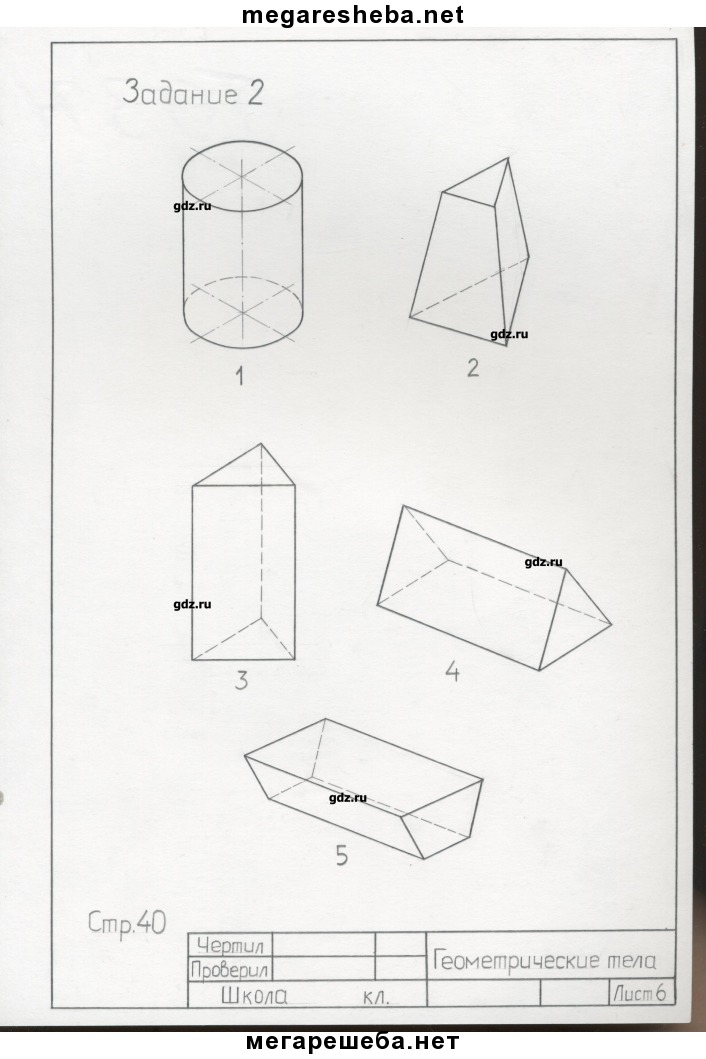 megaresheba.net
Задание 2
gdz.ru
gdz.ru
1
2
gdz.ru
gdz.ru
3
4
gdz.ru
5
Стр.40
Чертил
Проверил
Геометрические тела
Школа кл.
Лист 6
мегарешеба.нет